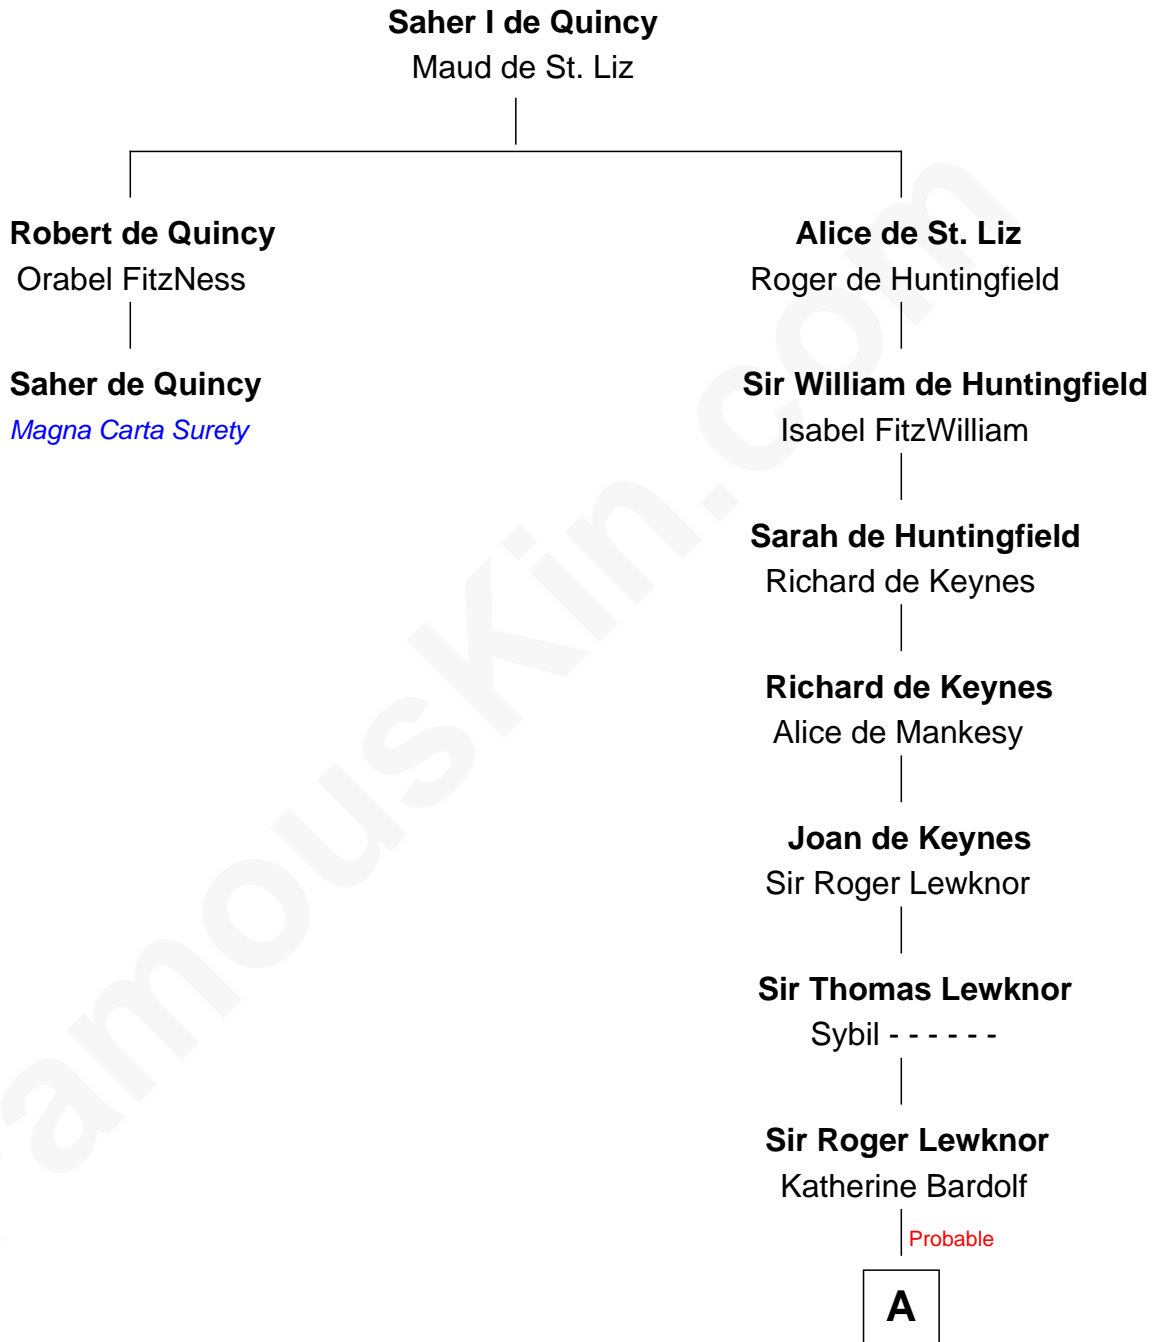 Saher I de Quincy
Maud de St. Liz
Robert de Quincy
Orabel FitzNess
Alice de St. Liz
Roger de Huntingfield
Saher de Quincy
Magna Carta Surety
Sir William de Huntingfield
Isabel FitzWilliam
Sarah de Huntingfield
Richard de Keynes
Richard de Keynes
Alice de Mankesy
Joan de Keynes
Sir Roger Lewknor
Sir Thomas Lewknor
Sybil - - - - - -
Sir Roger Lewknor
Katherine Bardolf
Probable
A
amouskin.com